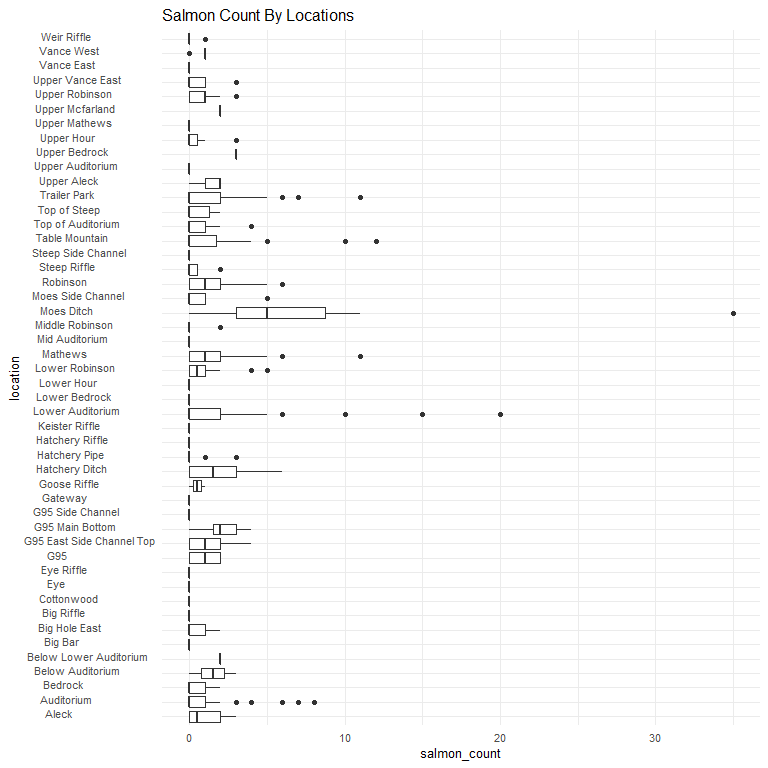 Salmon Count By Locations
Weir Riffle
Vance West
Vance East
Upper Vance East
Upper Robinson
Upper Mcfarland
Upper Mathews
Upper Hour
Upper Bedrock
Upper Auditorium
Upper Aleck
Trailer Park
Top of Steep
Top of Auditorium
Table Mountain
Steep Side Channel
Steep Riffle
Robinson
Moes Side Channel
Moes Ditch
Middle Robinson
Mid Auditorium
Mathews
Lower Robinson
Lower Hour
Lower Bedrock
Lower Auditorium
Keister Riffle
Hatchery Riffle
Hatchery Pipe
Hatchery Ditch
Goose Riffle
Gateway
G95 Side Channel
G95 Main Bottom
G95 East Side Channel Top
G95
Eye Riffle
Eye
Cottonwood
Big Riffle
Big Hole East
Big Bar
Below Lower Auditorium
Below Auditorium
Bedrock
Auditorium
Aleck
location
0 10 20 30
salmon_count